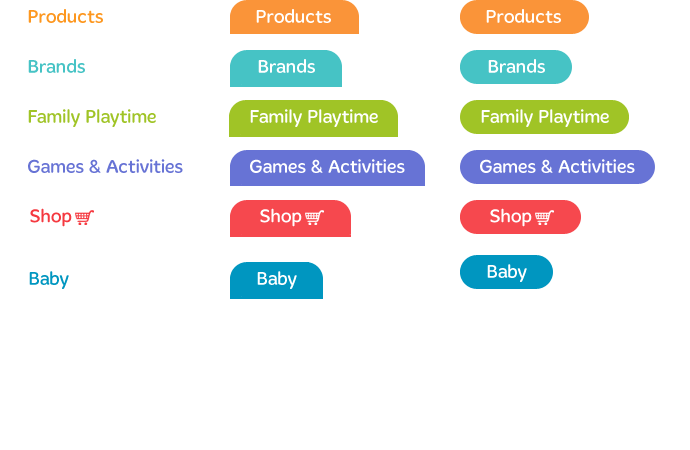 Products Products Products
Brands Brands Brands
Family Playtime Family Playtime Family Playtime
Games & Activities Games & Activities Games & Activities
Shop Shop Shop
Baby Baby Baby